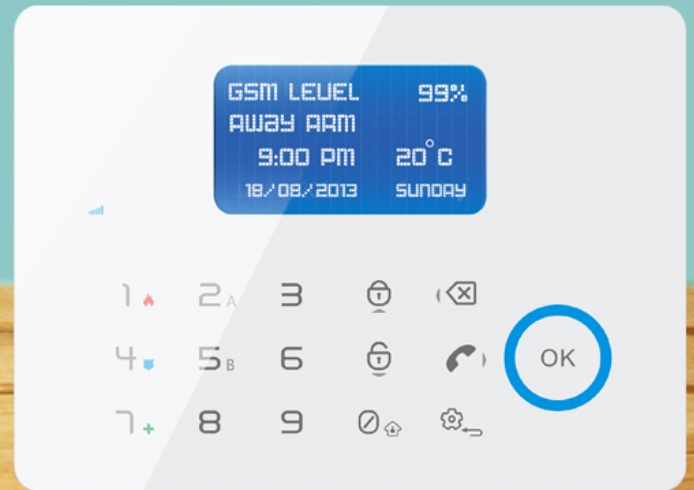 GSM LEVEL 99%
AWAY ARM
9:00 PM 20°C
18/08/2013 SUNDAY
1 2 A 3
4 5 B 6 OK
7 8 9 0